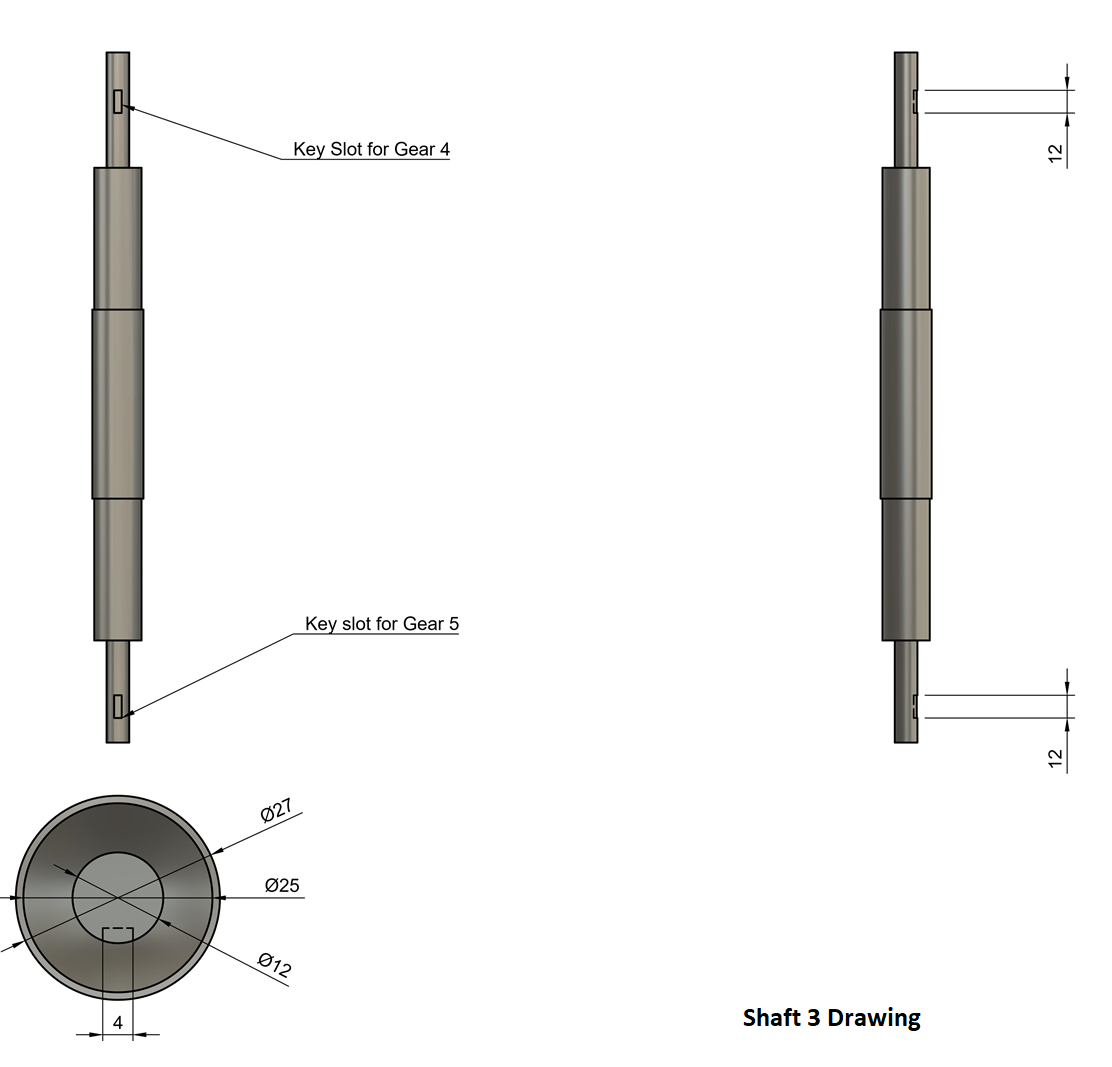 12
Key Slot for Gear 4
Key slot for Gear 5
12
Ø27
Ø25
Ø12
4
Shaft 3 Drawing